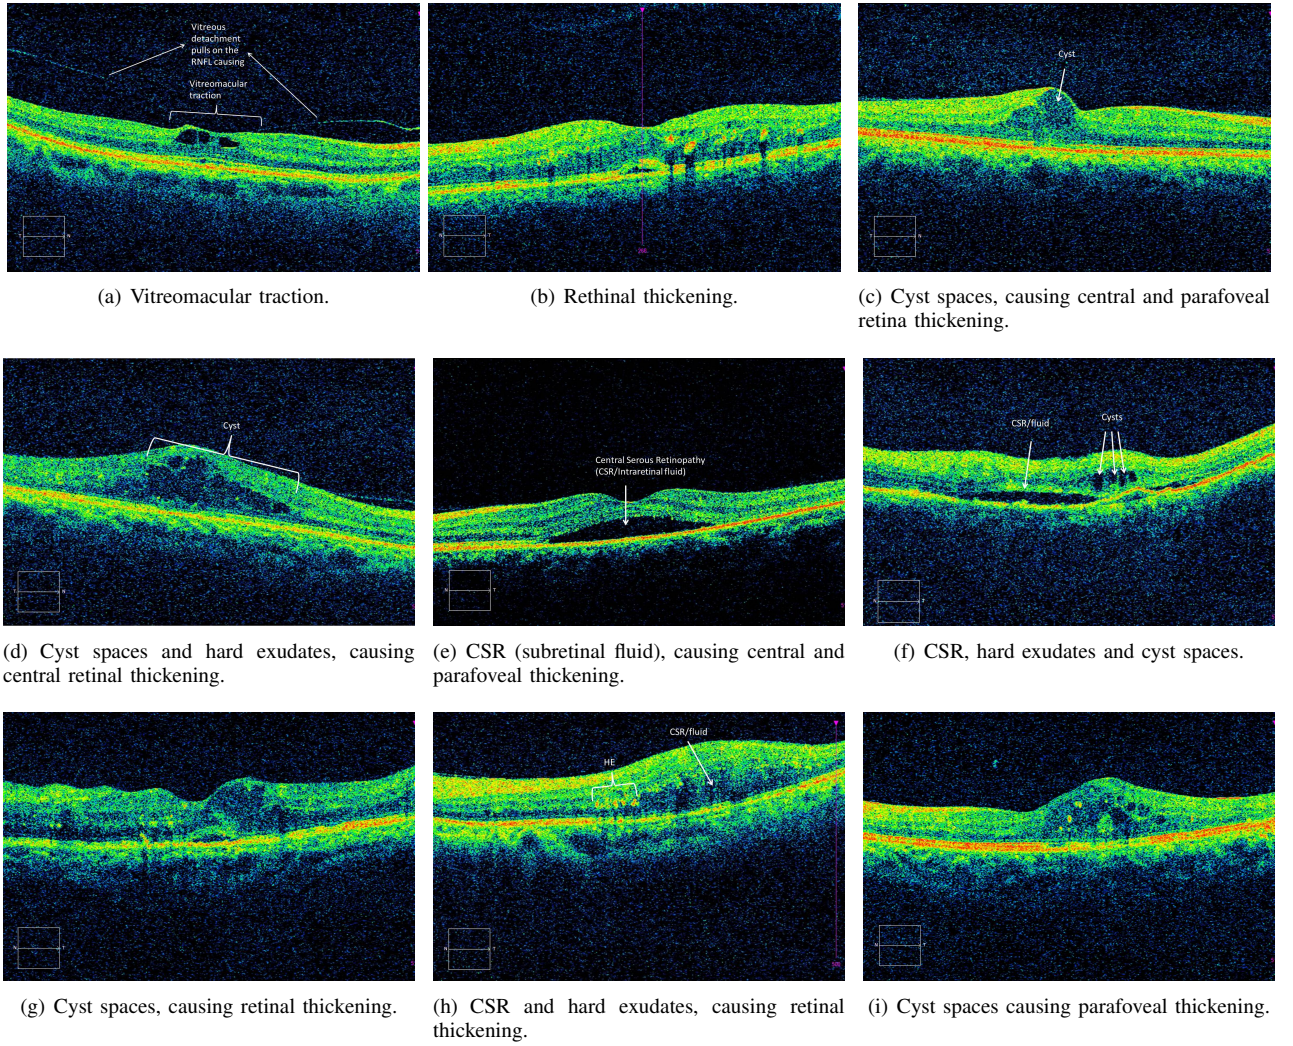 Vitreous
detachment
pulls on the
RNFL causing
Vitreomacular
traction
Cyst
(a) Vitreomacular traction.
(b) Rethinal thickening.
(c) Cyst spaces, causing central and parafoveal
retina thickening.
Cyst
Central Serous Retinopathy
(CSR/Intraretinal fluid)
CSR/fluid
Cysts
(d) Cyst spaces and hard exudates, causing
central retinal thickening.
(e) CSR (subretinal fluid), causing central and
parafoveal thickening.
(f) CSR, hard exudates and cyst spaces.
HE
CSR/fluid
(g) Cyst spaces, causing retinal thickening.
(h) CSR and hard exudates, causing retinal
thickening.
(i) Cyst spaces causing parafoveal thickening.